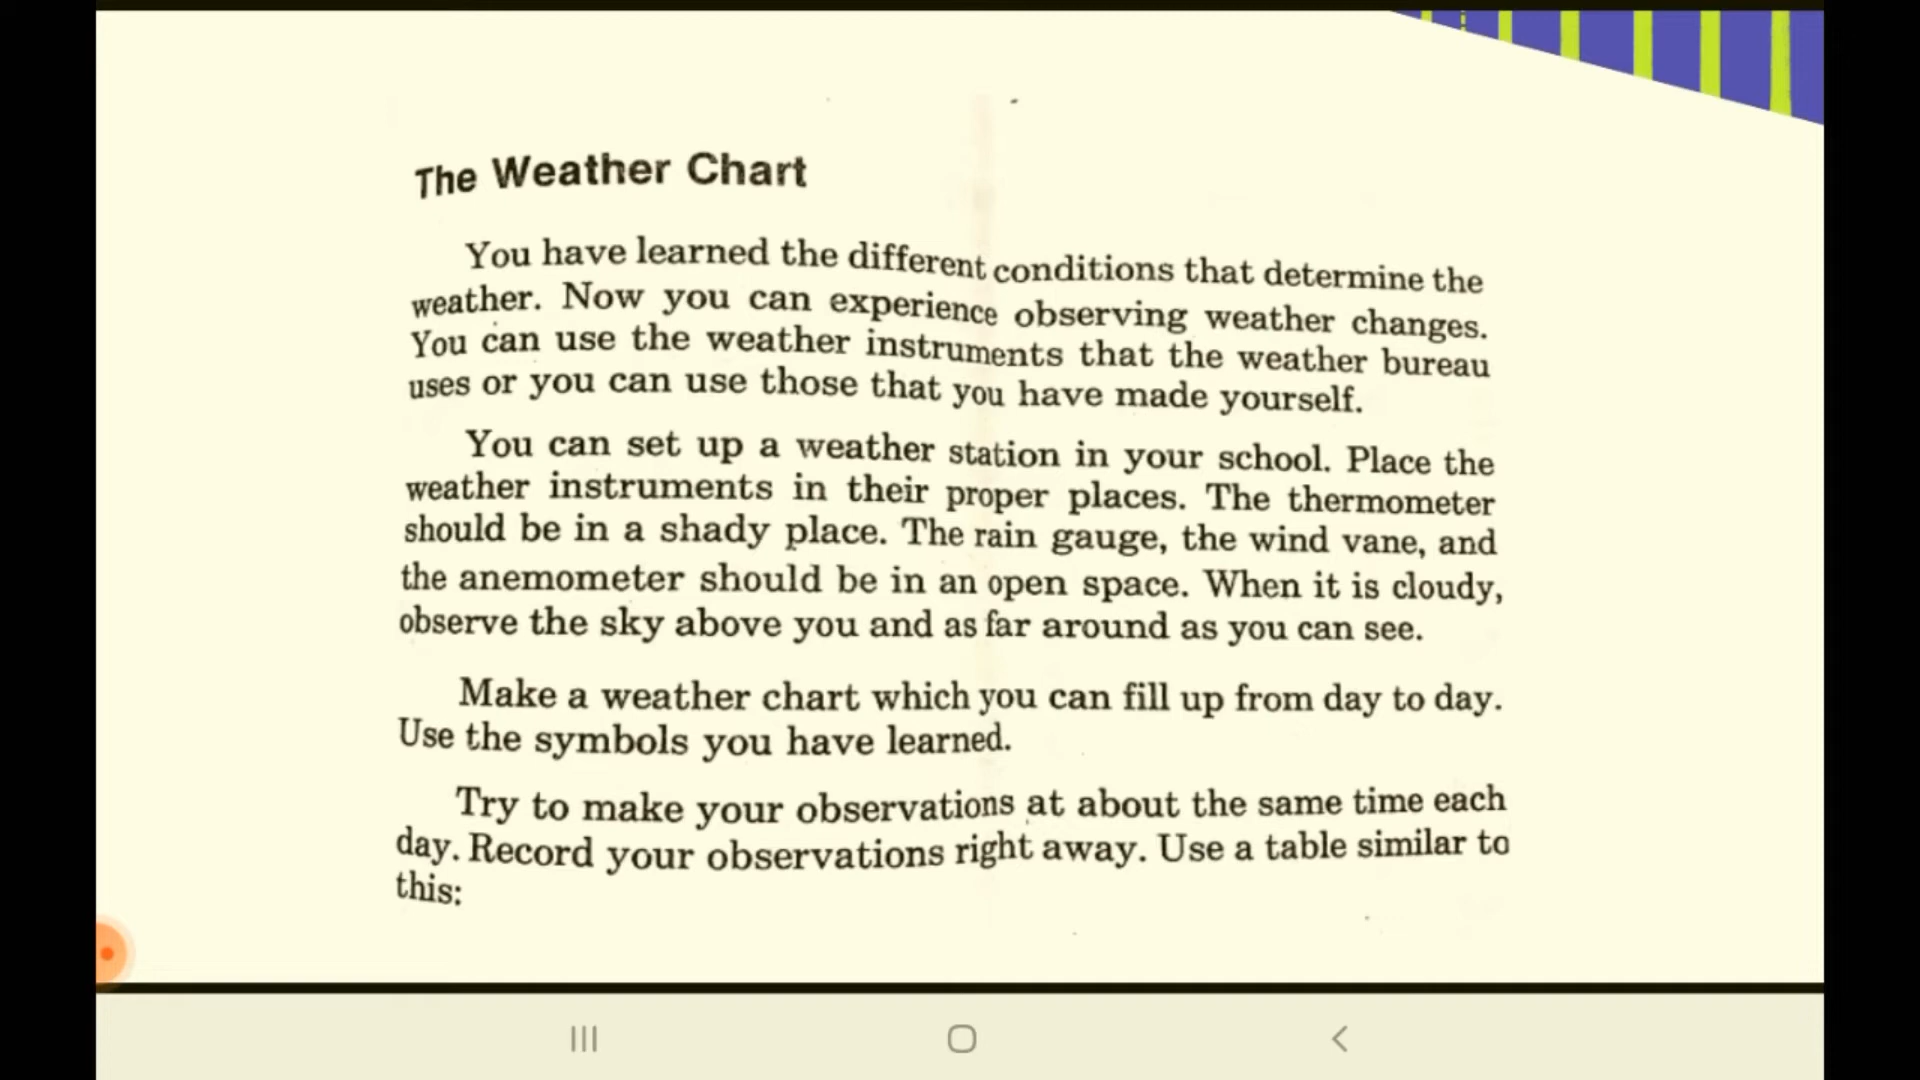 The Weather Chart
You have learned the different conditions that determine the
weather. Now you can experience observing weather changes.
You can use the weather instruments that the weather bureau
uses or you can use those that you have made yourself.
You can set up a weather station in your school. Place the
weather instruments in their proper places. The thermometer
should be in a shady place. The rain gauge, the wind vane, and
the anemometer should be in an open space. When it is cloudy,
observe the sky above you and as far around as you can see.
Make a weather chart which you can fill up from day to day.
Use the symbols you have learned.
Try to make your observations at about the same time each
day. Record your observations right away. Use a table similar to
this: